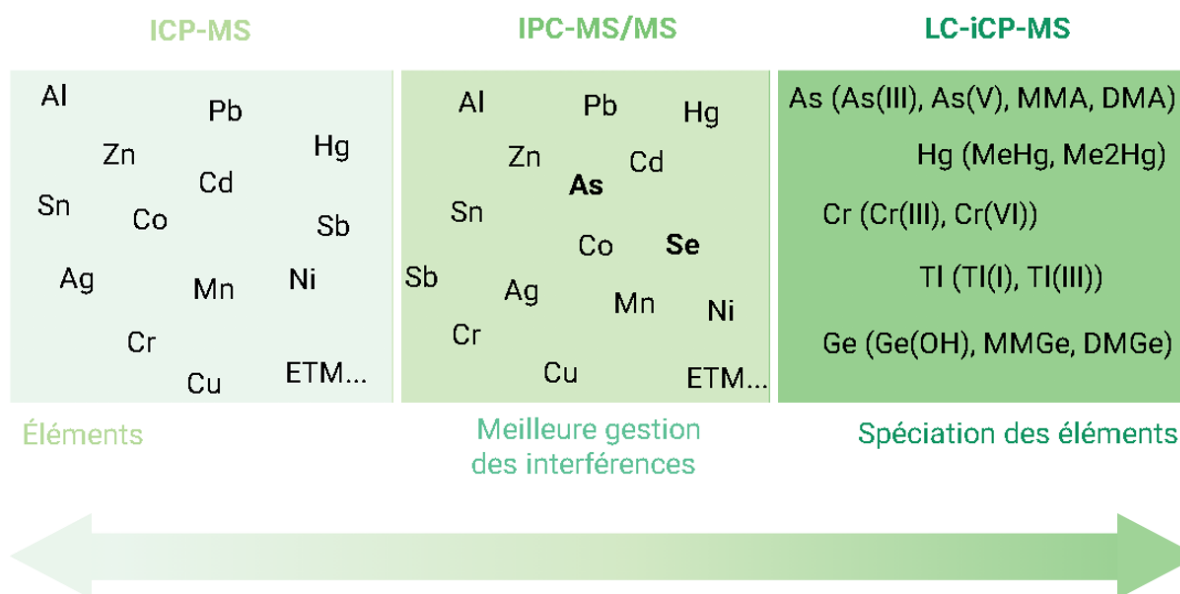 ICP-MS
IPC-MS/MS
LC-iCP-MS
Al
Pb
Hg
Zn
Cd
Sn
Co
Sb
Ag
Mn
Ni
Cr
Cu
ETM...
Al
Pb
Hg
Zn
Cd
As
Sn
Co
Se
Sb
Ag
Mn
Ni
Cr
Cu
ETM...
As (As(III), As(V), MMA, DMA)
Hg (MeHg, Me2Hg)
Cr (Cr(III), Cr(VI))
Tl (Tl(I), Tl(III))
Ge (Ge(OH), MMGe, DMGe)
Éléments
Meilleure gestion
des interférences
Spéciation des éléments